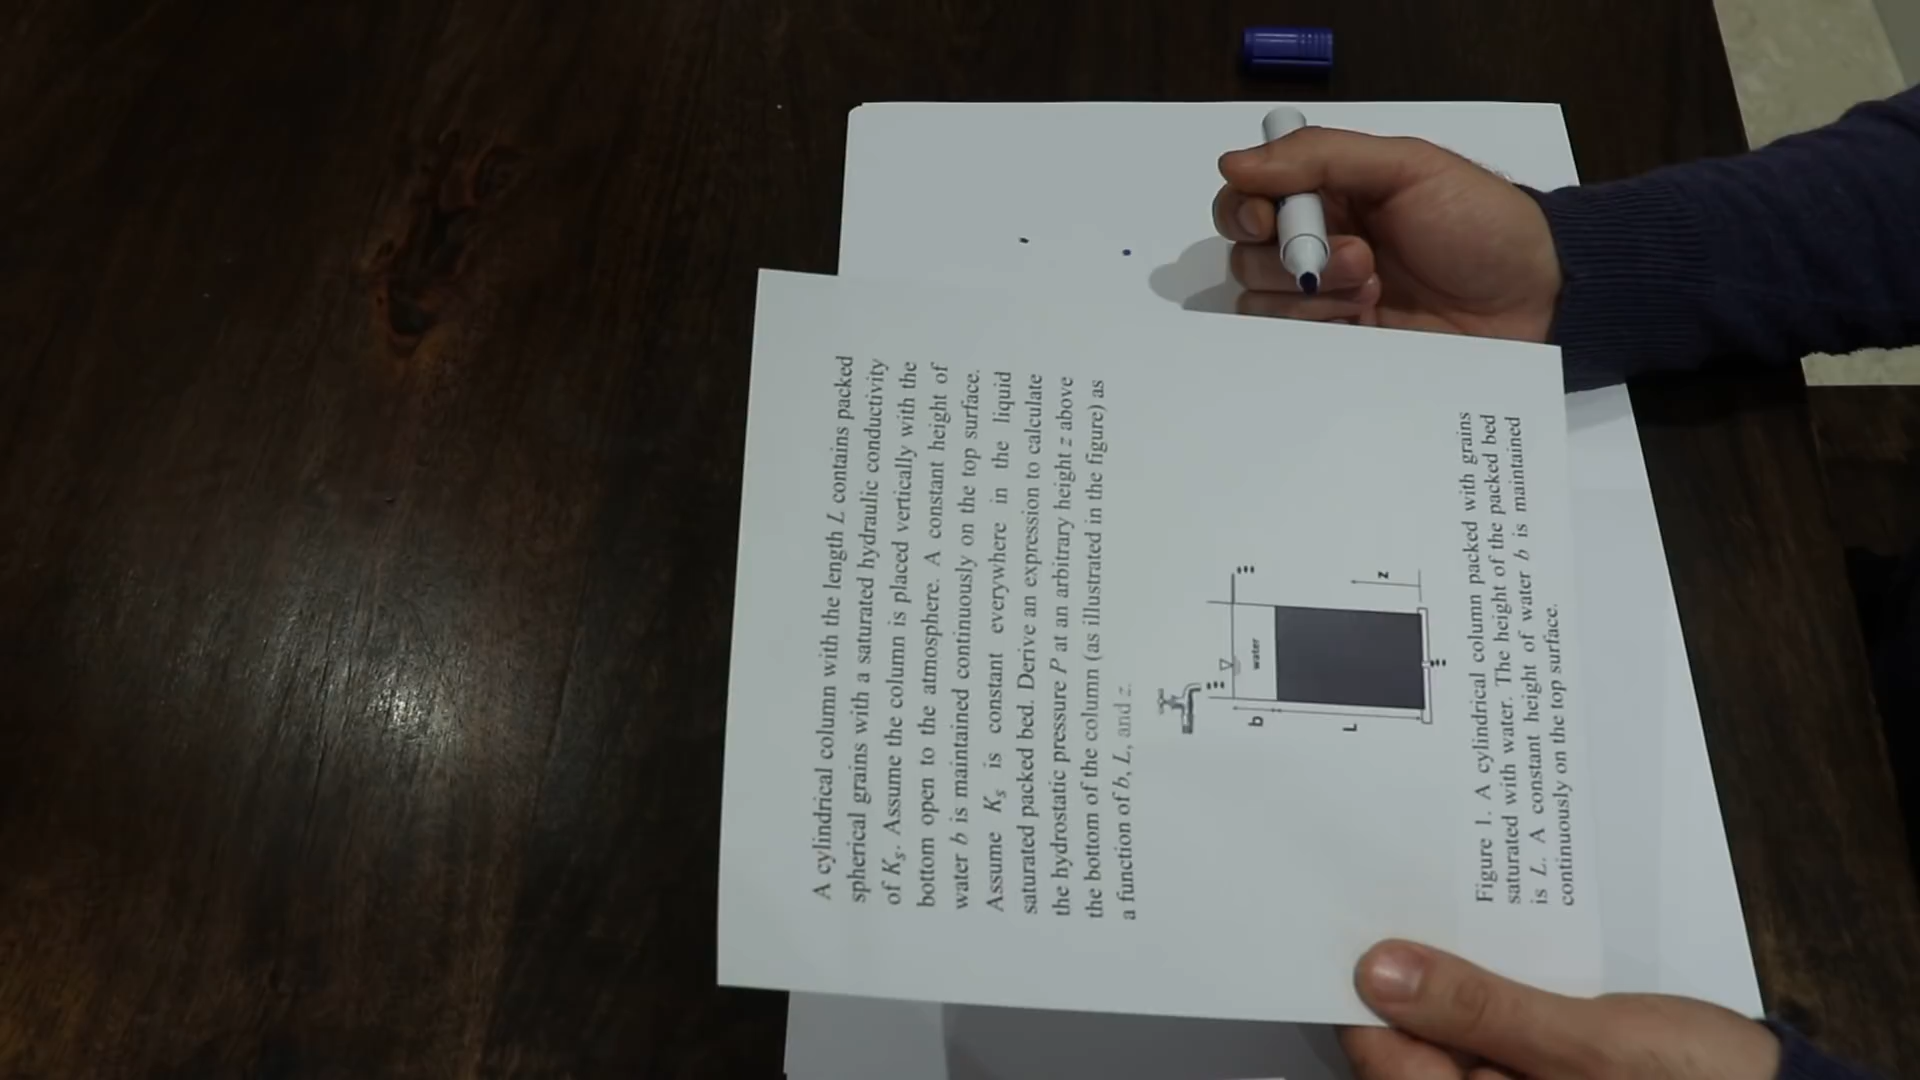 A cylindrical column with the length L contains packed
spherical grains with a saturated hydraulic conductivity
of Ks. Assume the column is placed vertically with the
bottom open to the atmosphere. A constant height of
water b is maintained continuously on the top surface.
Assume Ks is constant everywhere in the liquid
saturated packed bed. Derive an expression to calculate
the hydrostatic pressure P at an arbitrary height z above
the bottom of the column (as illustrated in the figure) as
a function of b, L, and z.
b
water
L
z
Figure 1. A cylindrical column packed with grains
saturated with water. The height of the packed bed
is L. A constant height of water b is maintained
continuously on the top surface.